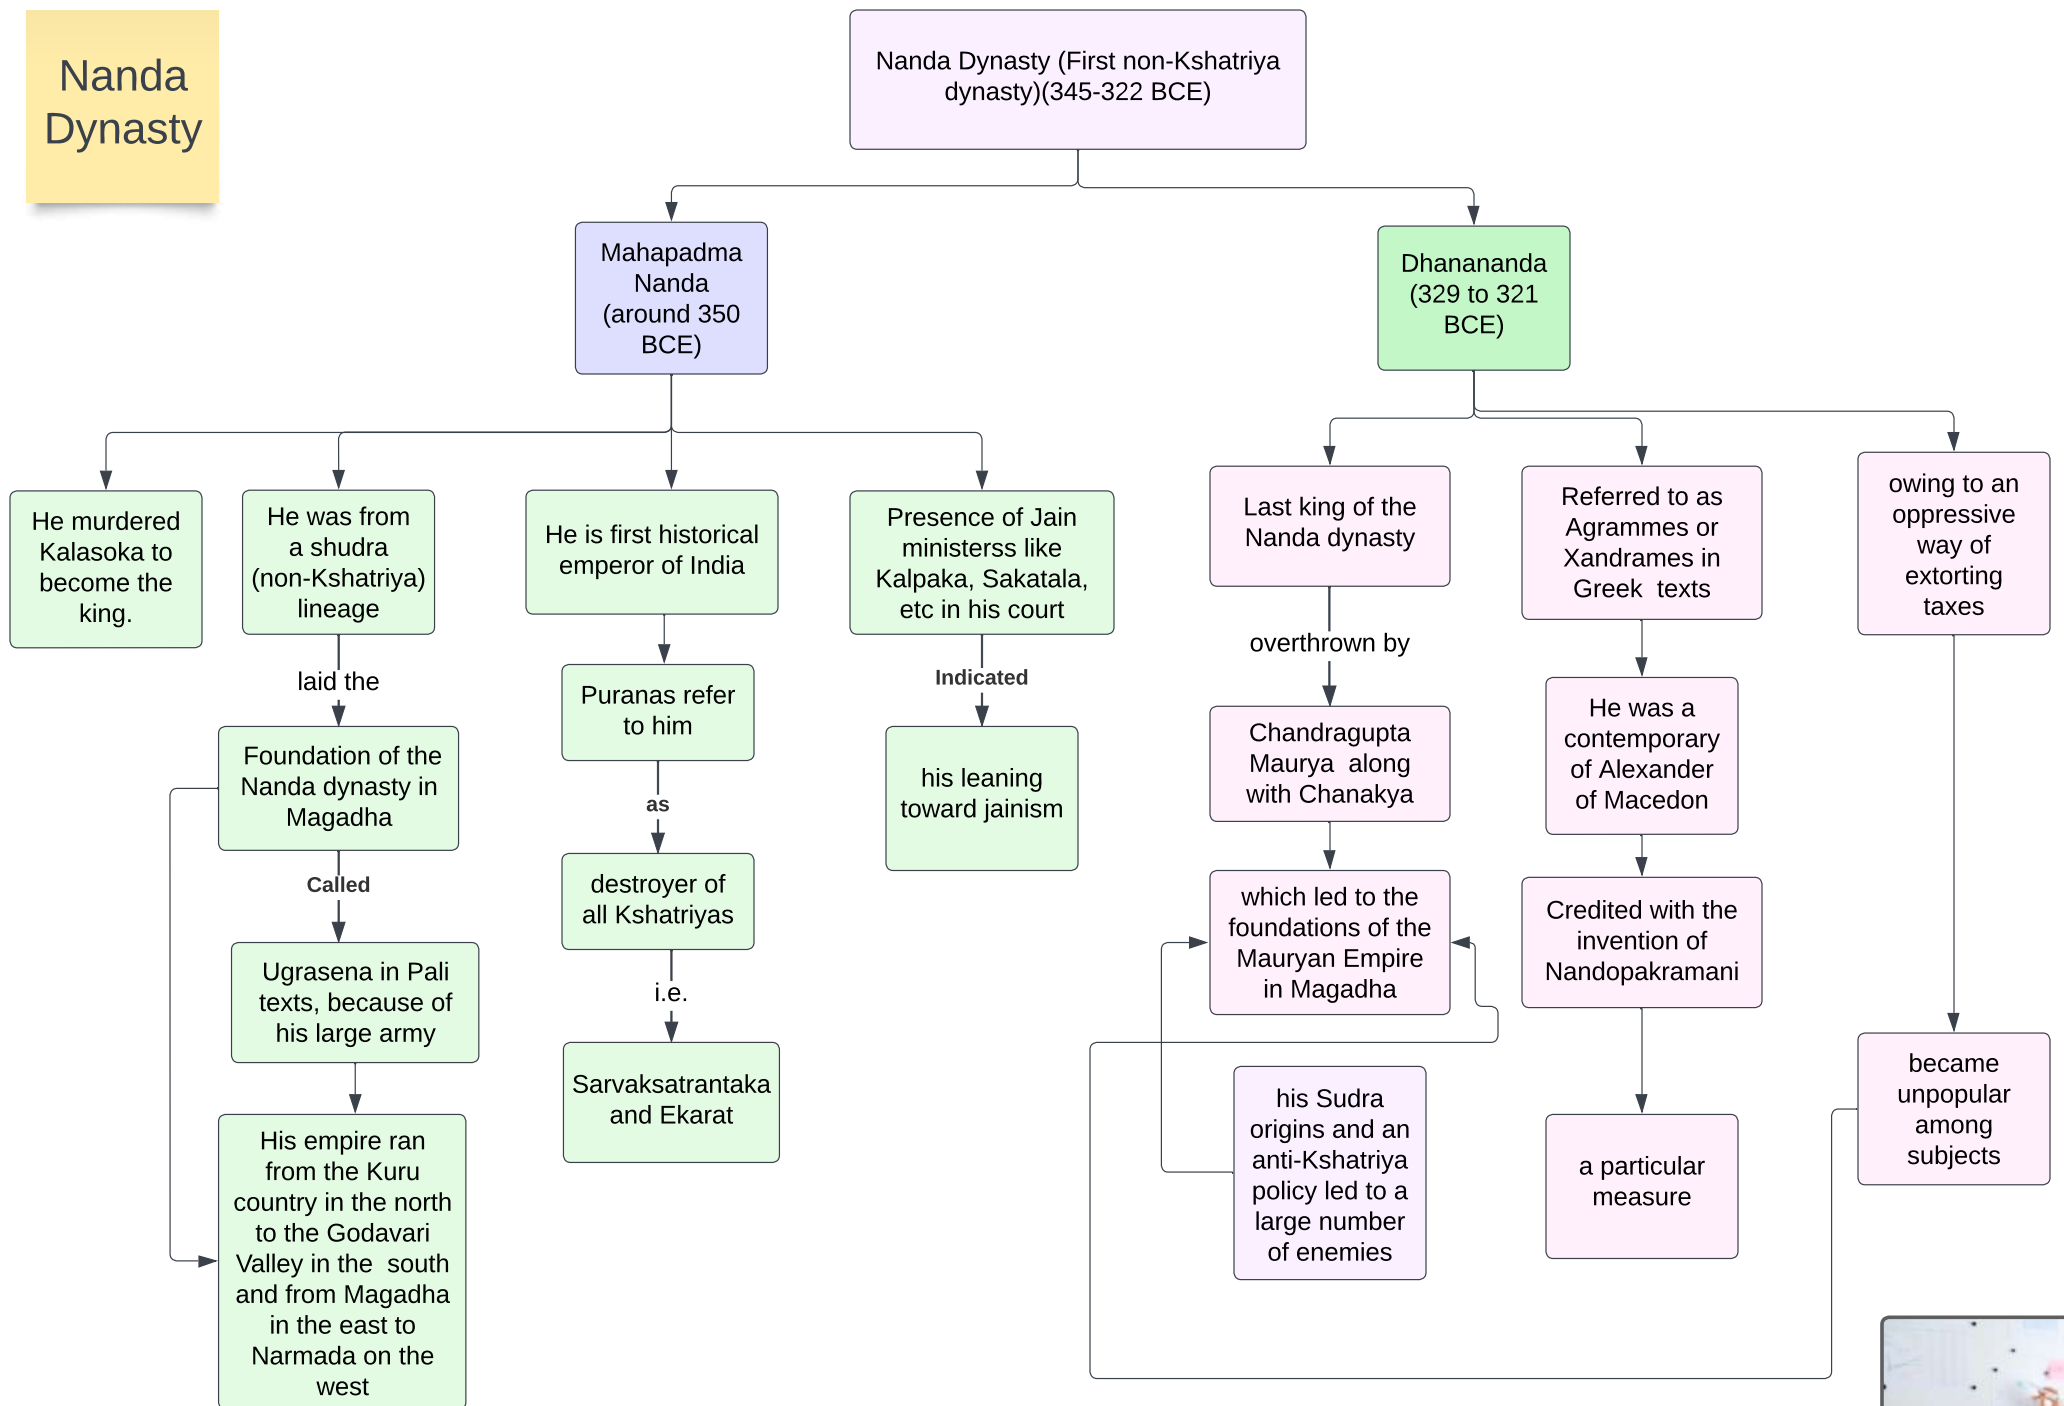 Nanda
Dynasty
Nanda Dynasty (First non-Kshatriya
dynasty)(345-322 BCE)
Mahapadma
Nanda
(around 350
BCE)
Dhanananda
(329 to 321
BCE)
He murdered
Kalasoka to
become the
king.
He was from
a shudra
(non-Kshatriya)
lineage
laid the
Foundation of the
Nanda dynasty in
Magadha
Called
Ugrasena in Pali
texts, because of
his large army
His empire ran
from the Kuru
country in the north
to the Godavari
Valley in the  south
and from Magadha
in the east to
Narmada on the
west
He is first historical
emperor of India
Puranas refer
to him
as
destroyer of
all Kshatriyas
i.e.
Sarvaksatrantaka
and Ekarat
Presence of Jain
ministerss like
Kalpaka, Sakatala,
etc in his court
Indicated
his leaning
toward jainism
Last king of the
Nanda dynasty
overthrown by
Chandragupta
Maurya  along
with Chanakya
which led to the
foundations of the
Mauryan Empire
in Magadha
his Sudra
origins and an
anti-Kshatriya
policy led to a
large number
of enemies
Referred to as
Agrammes or
Xandrames in
Greek  texts
He was a
contemporary
of Alexander
of Macedon
Credited with the
invention of
Nandopakramani
a particular
measure
owing to an
oppressive
way of
extorting
taxes
became
unpopular
among
subjects